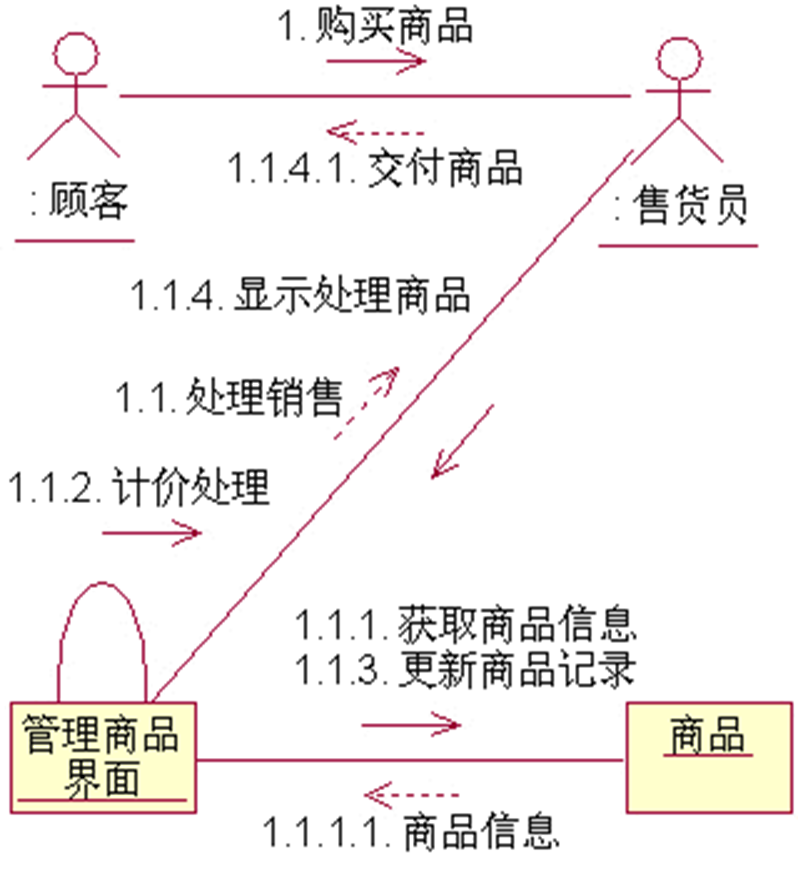 1. 购买商品
1.1.4.1. 交付商品
: 顾客
: 售货员
1.1.4. 显示处理商品
1.1. 处理销售
1.1.2. 计价处理
1.1.1. 获取商品信息
1.1.3. 更新商品记录
管理商品
界面
商品
1.1.1.1. 商品信息